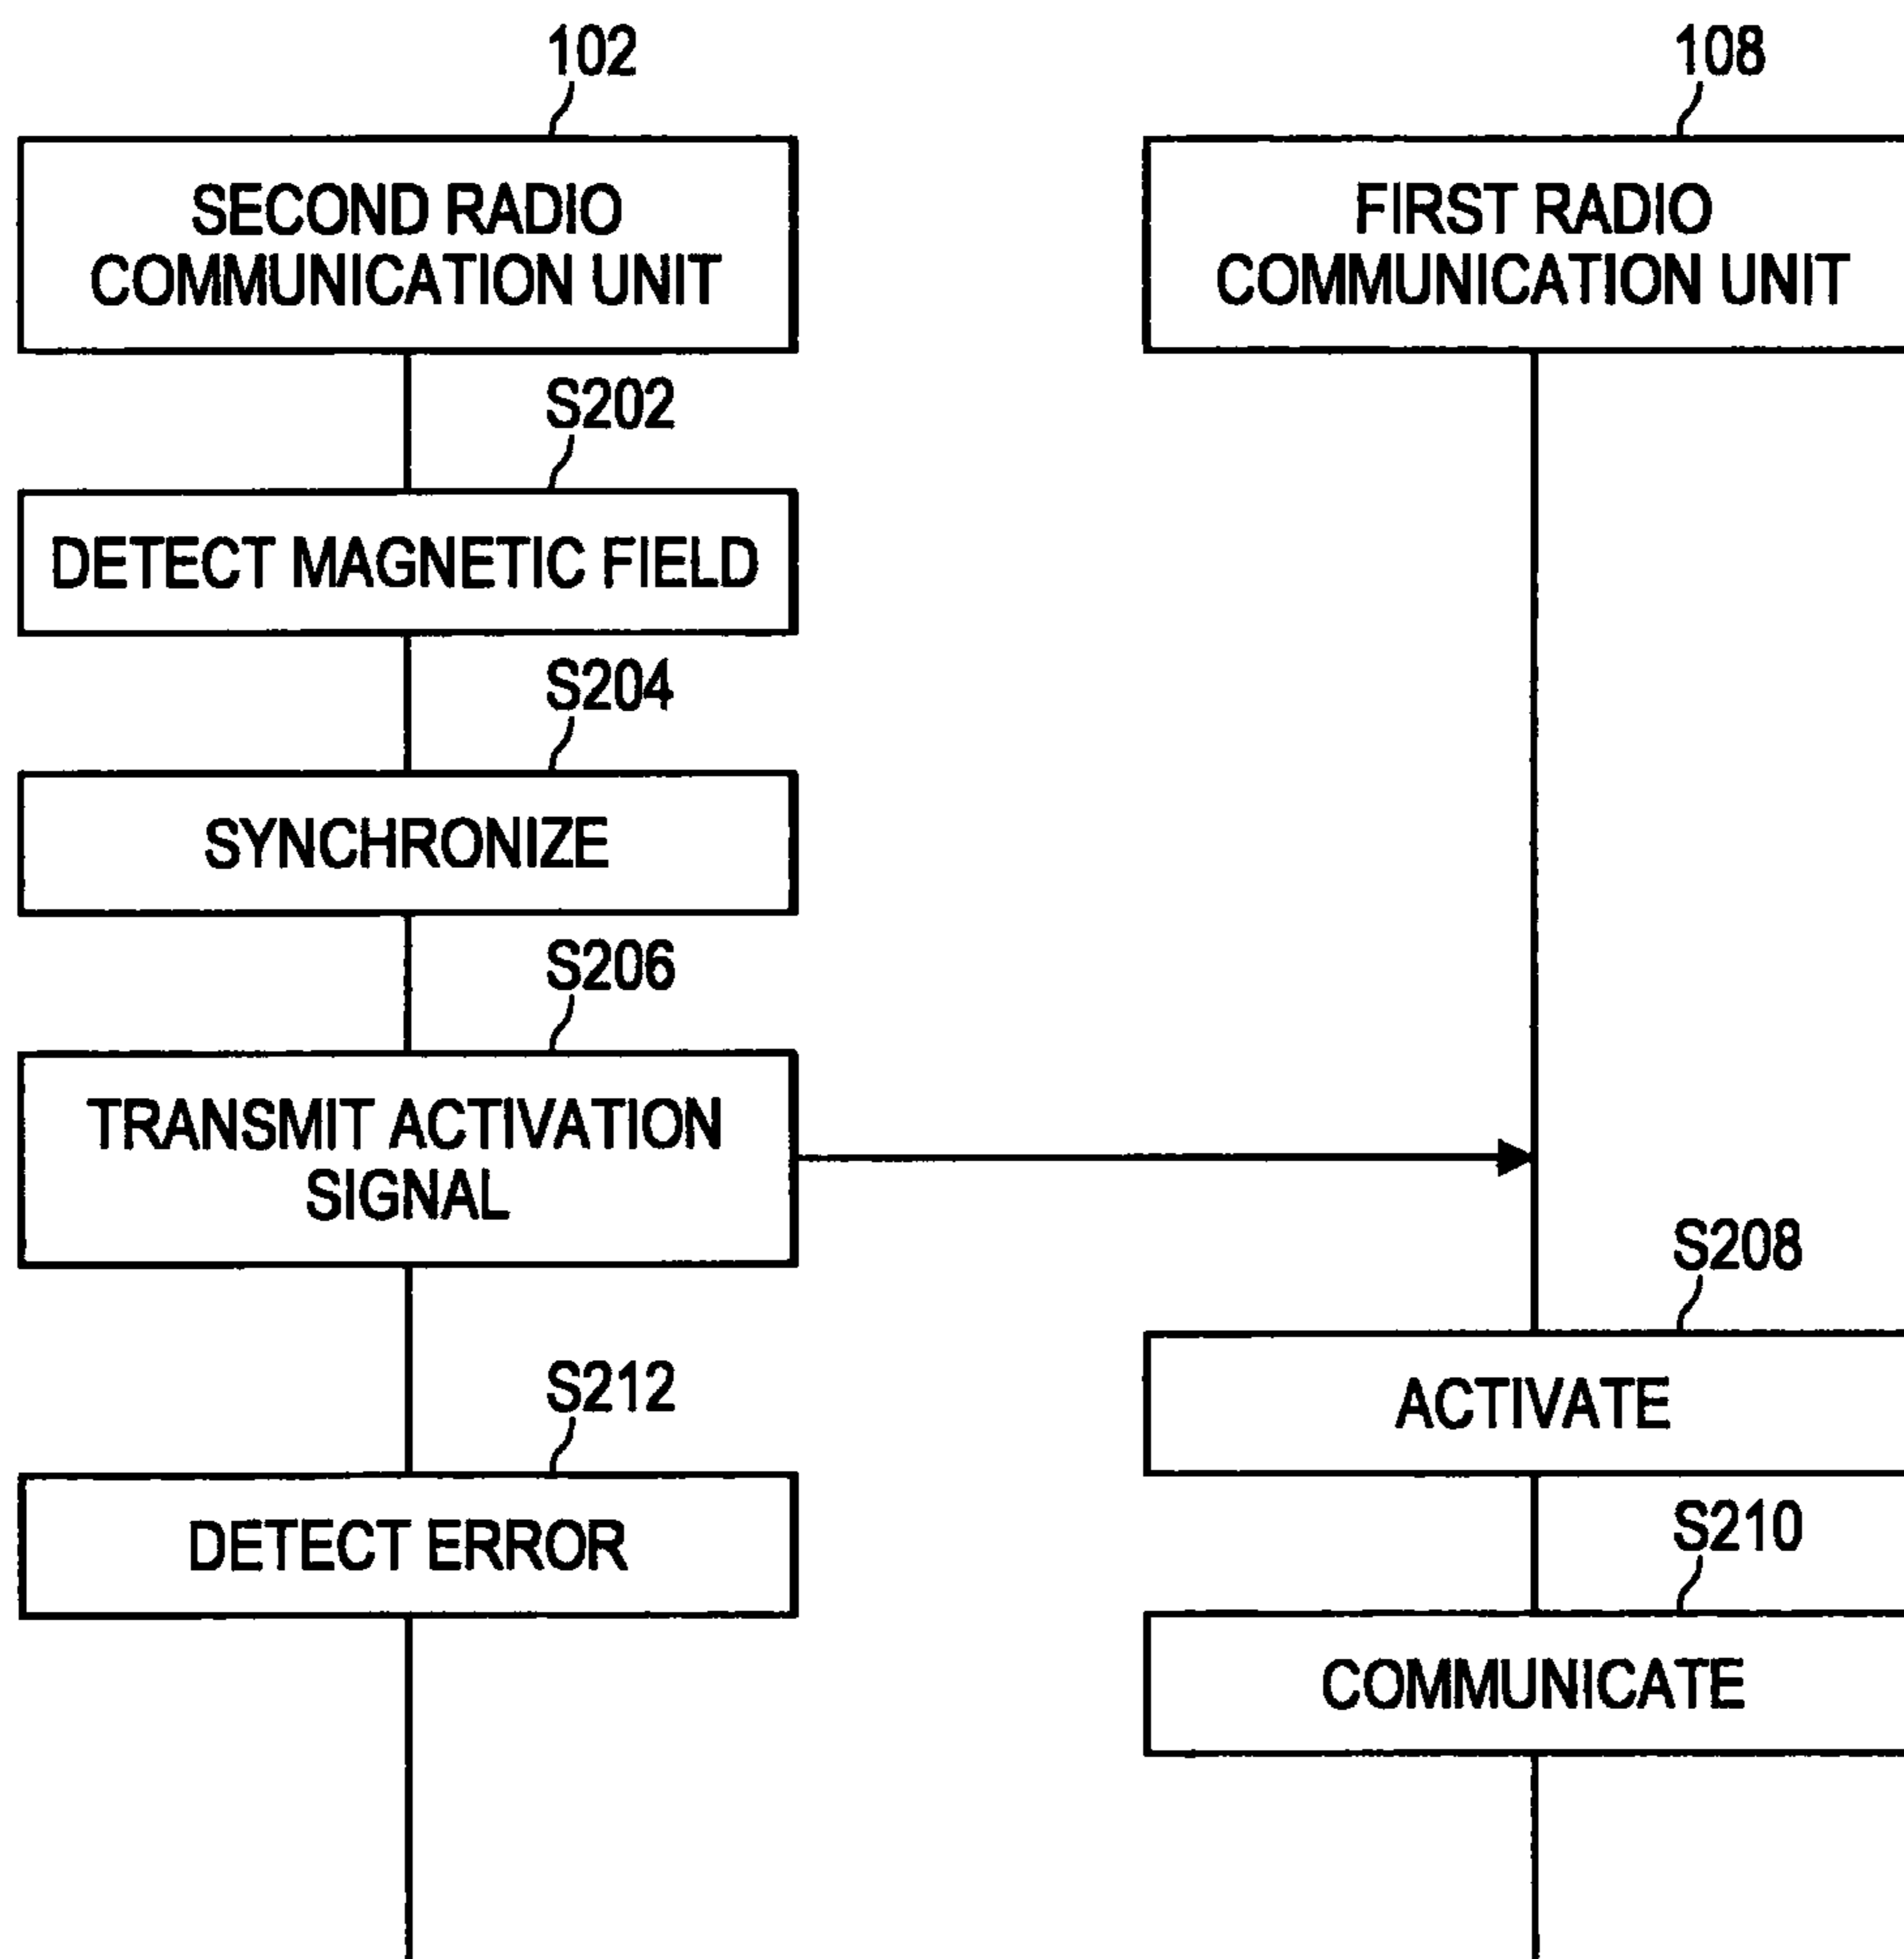 102
SECOND RADIO
COMMUNICATION UNIT
108
FIRST RADIO
COMMUNICATION UNIT
S202
DETECT MAGNETIC FIELD
S204
SYNCHRONIZE
S206
TRANSMIT ACTIVATION
SIGNAL
S208
ACTIVATE
S212
DETECT ERROR
S210
COMMUNICATE